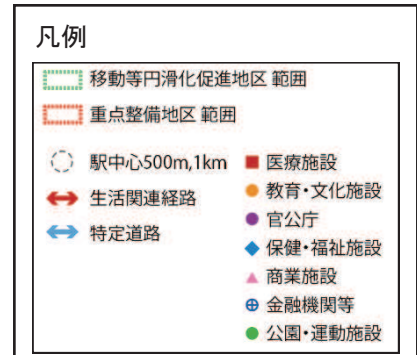 凡例
移動等円滑化促進地区 範囲
重点整備地区 範囲
駅中心500m,1km
生活関連経路
特定道路
医療施設
教育・文化施設
官公庁
保健・福祉施設
商業施設
金融機関等
公園・運動施設